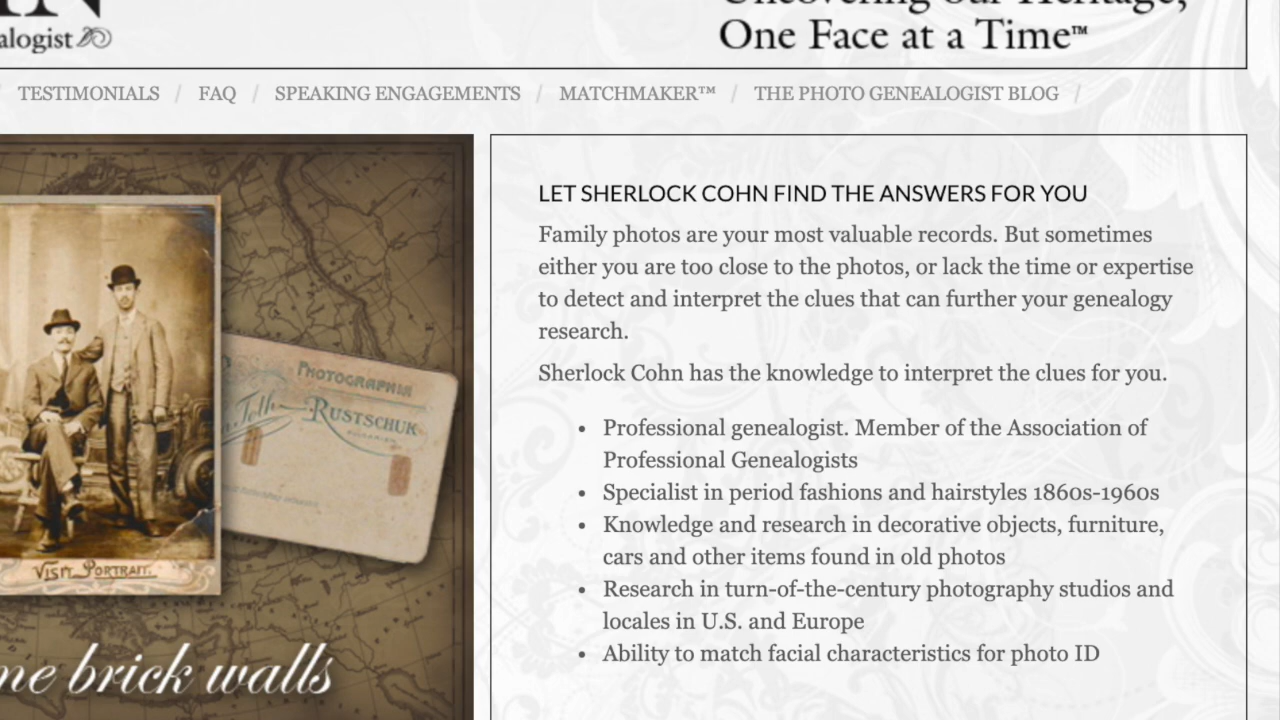 alogist
Uncovering our Heritage,
One Face at a Time™
/ TESTIMONIALS / FAQ / SPEAKING ENGAGEMENTS / MATCHMAKER™ / THE PHOTO GENEALOGIST BLOG /
LET SHERLOCK COHN FIND THE ANSWERS FOR YOU
Family photos are your most valuable records. But sometimes
either you are too close to the photos, or lack the time or expertise
to detect and interpret the clues that can further your genealogy
research.
Sherlock Cohn has the knowledge to interpret the clues for you.
• Professional genealogist. Member of the Association of
Professional Genealogists
• Specialist in period fashions and hairstyles 1860s-1960s
• Knowledge and research in decorative objects, furniture,
cars and other items found in old photos
• Research in turn-of-the-century photography studios and
locales in U.S. and Europe
• Ability to match facial characteristics for photo ID
PHOTOGRAPHIA
RUSTSCHUK
VISIT PORTRAIT.
me brick walls